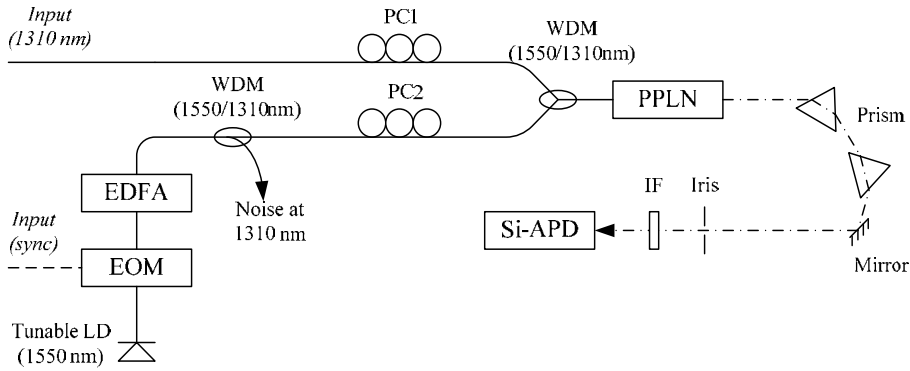 Input
(1310 nm)
PC1
WDM
(1550/1310nm)
WDM
(1550/1310nm)
PC2
PPLN
Prism
EDFA
Noise at
1310 nm
IF
Iris
Input
(sync)
Si-APD
EOM
Mirror
Tunable LD
(1550 nm)